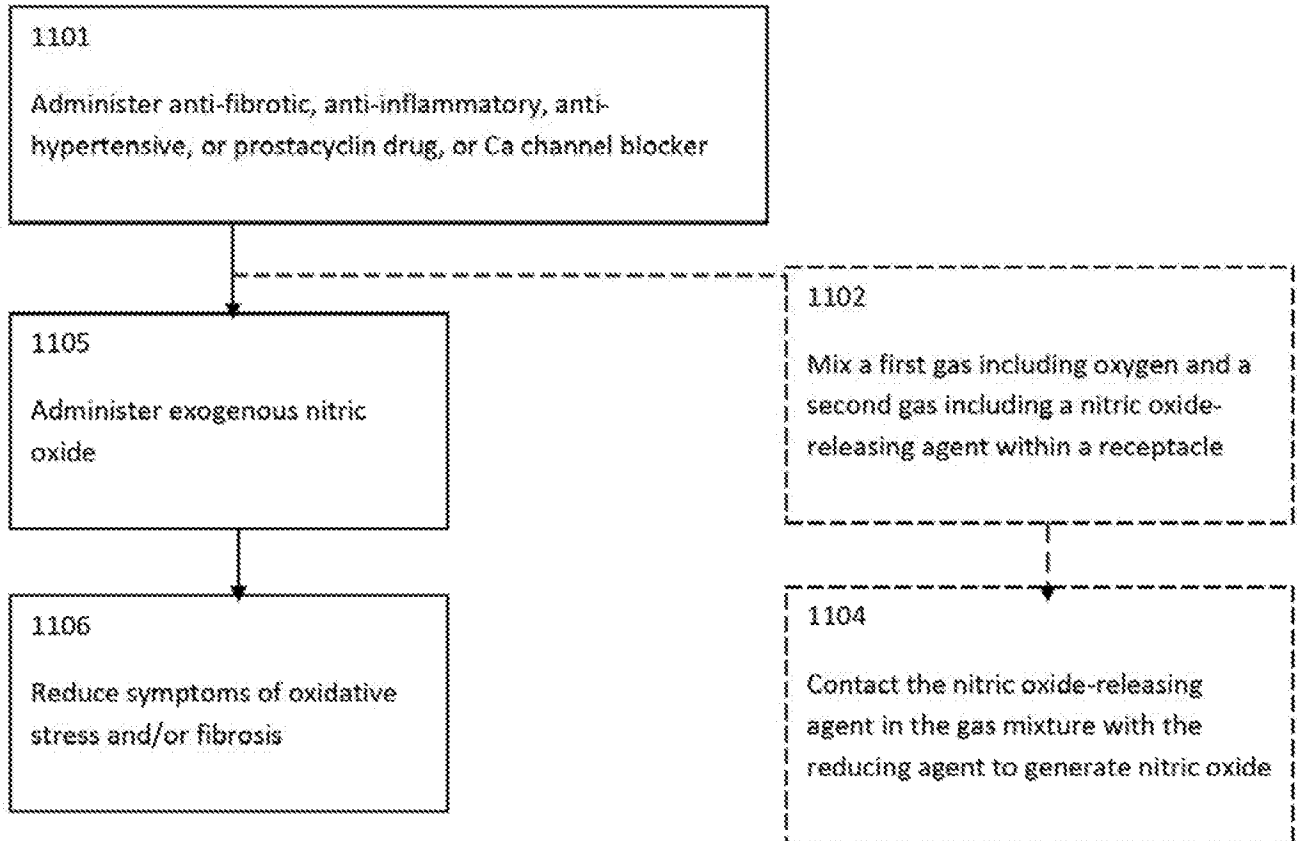 1101
Administer anti-fibrotic, anti-inflammatory, anti-
hypertensive, or prostacyclin drug, or Ca channel blocker
1105
Administer exogenous nitric
oxide
1106
Reduce symptoms of oxidative
stress and/or fibrosis
1102
Mix a first gas including oxygen and a
second gas including a nitric oxide-
releasing agent within a receptacle
1104
Contact the nitric oxide-releasing
agent in the gas mixture with the
reducing agent to generate nitric oxide